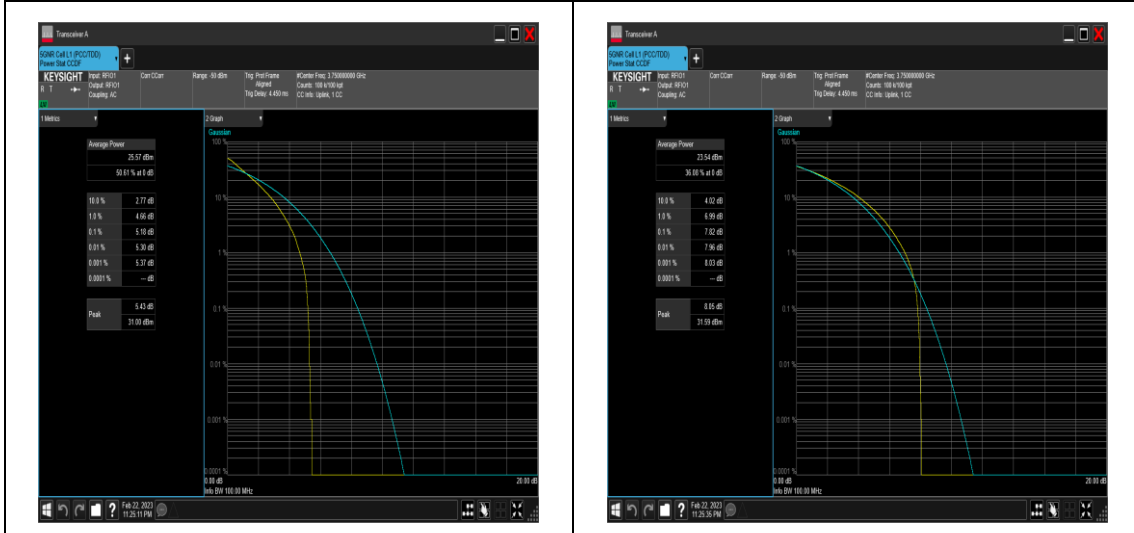 Transceiver A
5GNR Cell L1 (PCC/TDD)
Power Stat CCDF
+
KEYSIGHT
R T
Input: RFIO1
Output: RFIO1
Coupling: AC
Corr CCorr
Range: -50 dBm
Trig: Prot Frame
Aligned
Trig Delay: 4.450 ms
#Center Freq: 3.750000000 GHz
Counts: 100 k/100 kpt
CC Info: Uplink, 1 CC
1 Metrics
2 Graph
Gaussian
Average Power
25.57 dBm
50.61 % at 0 dB
10.0 % 2.77 dB
1.0 % 4.66 dB
0.1 % 5.18 dB
0.01 % 5.30 dB
0.001 % 5.37 dB
0.0001 % --- dB
Peak
5.43 dB
31.00 dBm
100 %
10 %
1 %
0.1 %
0.01 %
0.001 %
0.0001 %
0.00 dB
20.00 dB
Info BW 100.00 MHz
?
Feb 22, 2023
11:25:11 PM
Transceiver A
5GNR Cell L1 (PCC/TDD)
Power Stat CCDF
+
KEYSIGHT
R T
Input: RFIO1
Output: RFIO1
Coupling: AC
Corr CCorr
Range: -50 dBm
Trig: Prot Frame
Aligned
Trig Delay: 4.450 ms
#Center Freq: 3.750000000 GHz
Counts: 100 k/100 kpt
CC Info: Uplink, 1 CC
1 Metrics
2 Graph
Gaussian
Average Power
23.54 dBm
36.08 % at 0 dB
10.0 % 4.02 dB
1.0 % 6.99 dB
0.1 % 7.82 dB
0.01 % 7.96 dB
0.001 % 8.03 dB
0.0001 % --- dB
Peak
8.05 dB
31.59 dBm
100 %
10 %
1 %
0.1 %
0.01 %
0.001 %
0.0001 %
0.00 dB
20.00 dB
Info BW 100.00 MHz
?
Feb 22, 2023
11:25:35 PM